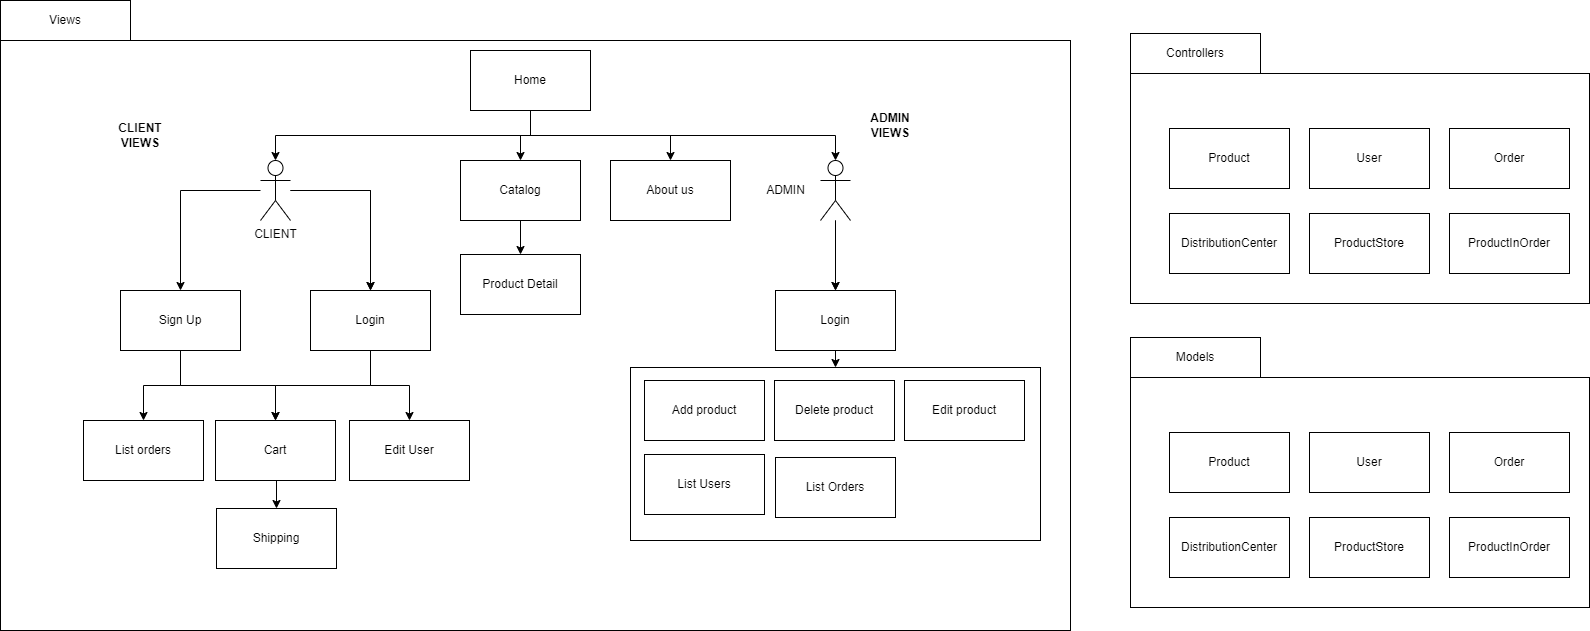 Views
Home
CLIENT
VIEWS
ADMIN
VIEWS
Catalog
About us
ADMIN
CLIENT
Product Detail
Sign Up
Login
Login
List orders
Cart
Edit User
Shipping
Add product
Delete product
Edit product
List Users
List Orders
Controllers
Product
User
Order
DistributionCenter
ProductStore
ProductInOrder
Models
Product
User
Order
DistributionCenter
ProductStore
ProductInOrder